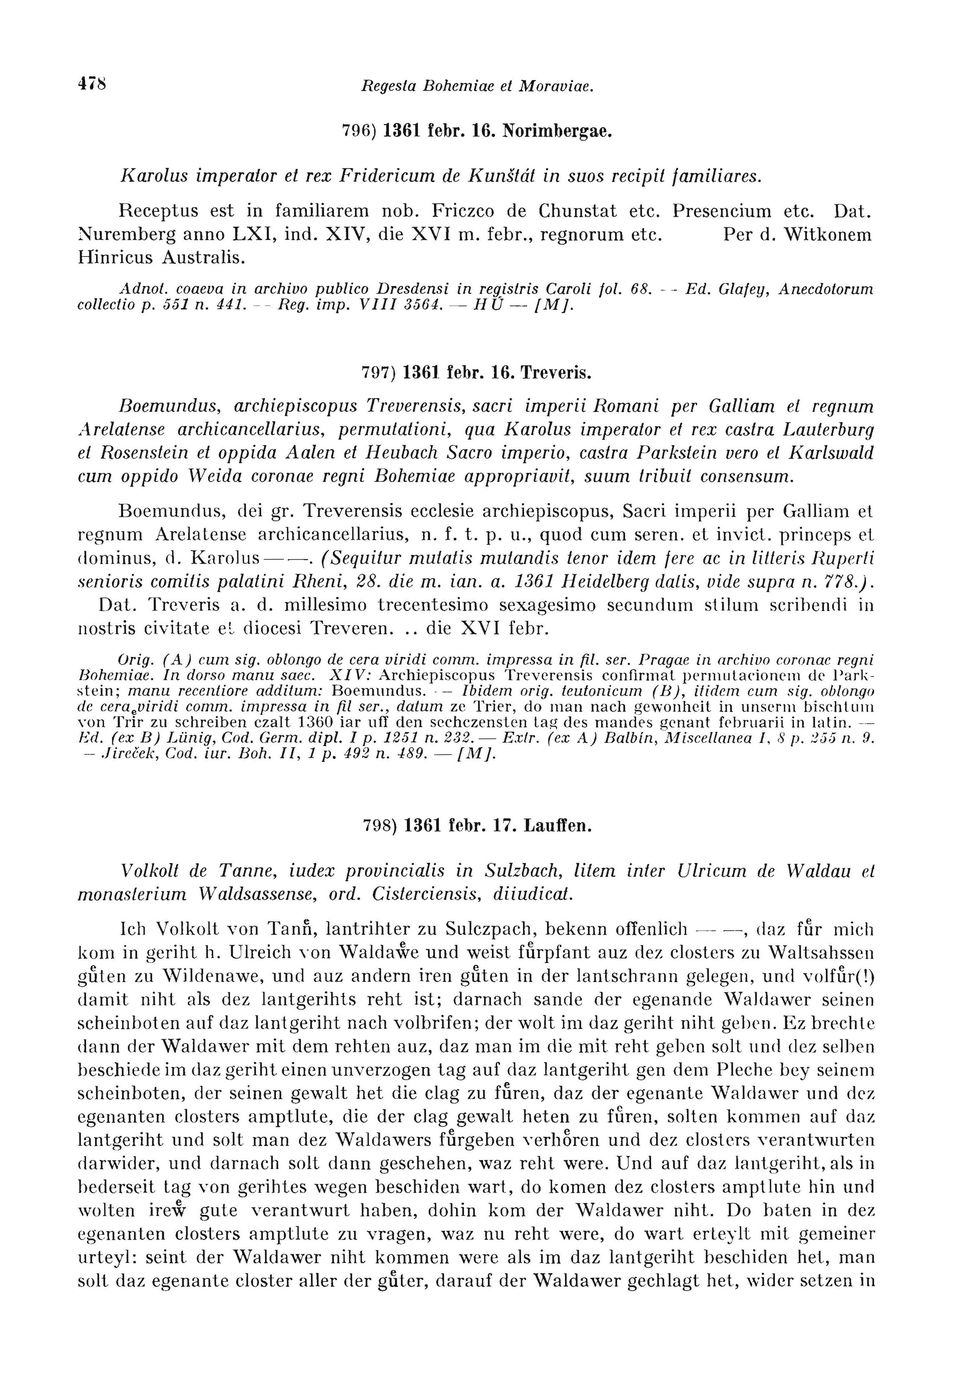 478 Regesta Bohemiae et Moraviae.
796) 1361 febr. 16. Norimbergae.
Karolus imperator et rex Fridericum de Kunštát in suos recipit familiares.
Receptus est in familiarem nob. Friczco de Chunstat etc. Presencium etc. Dat.
Nuremberg anno LXI, ind. XIV, die XVI m. febr., regnorum etc. Per d. Witkonem
Hinricus Australis.
Adnot. coaeva in archivo publico Dresdensi in registris Caroli fol. 68. -- Ed. Glafey, Anecdotorum
collectio p. 551 n. 441. -- Reg. imp. VIII 3564. — H Ü — [M].
797) 1361 febr. 16. Treveris.
Boemundus, archiepiscopus Treverensis, sacri imperii Romani per Galliam et regnum
Arelatense archicancellarius, permutationi, qua Karolus imperator et rex castra Lauterburg
et Rosenstein et oppida Aalen et Heubach Sacro imperio, castra Parkstein vero et Karlswald
cum oppido Weida coronae regni Bohemiae appropriavit, suum tribuit consensum.
Boemundus, dei gr. Treverensis ecclesie archiepiscopus, Sacri imperii per Galliam et
regnum Arelatense archicancellarius, n. f. t. p. u., quod cum seren. et invict. princeps et
dominus, d. Karolus — —. (Sequitur mutatis mutandis tenor idem fere ac in litteris Ruperti
senioris comitis palatini Rheni, 28. die m. ian. a. 1361 Heidelberg datis, vide supra n. 778.).
Dat. Treveris a. d. millesimo trecentesimo sexagesimo secundum stilum scribendi in
nostris civitate et diocesi Treveren. .. die XVI febr.
Orig. (A) cum sig. oblongo de cera viridi comm. impressa in fil. ser. Pragae in archivo coronae regni
Bohemiae. In dorso manu saec. XIV: Archiepiscopus Treverensis confirmat permutacionem de Park-
stein; manu recentiore additum: Boemundus. -- Ibidem orig. teutonicum (B), itidem cum sig. oblongo
de cera viridi comm. impressa in fil ser., datum ze Trier, do man nach gewonheit in unserm bischtum
von Triͤr zu schreiben czalt 1360 iar uff den sechczensten tag des mandes genant februarii in latin. —
Ed. (ex B) Lünig, Cod. Germ. dipl. I p. 1251 n. 232. — Extr. (ex A) Balbin, Miscellanea I, 8 p. 255 n. 9.
— Jireček, Cod. iur. Boh. II, 1 p. 492 n. 489. — [M].
798) 1361 febr. 17. Lauffen.
Volkolt de Tanne, iudex provincialis in Sulzbach, litem inter Ulricum de Waldau et
monasterium Waldsassense, ord. Cisterciensis, diiudicat.
Ich Volkolt von Tann̊, lantrihter zu Sulczpach, bekenn offenlich — —, daz fuͤr mich
kom in geriht h. Ulreich von Waldaẘe und weist fuͤrpfant auz dez closters zu Waltsahssen
guͤten zu Wildenawe, und auz andern iren guͤten in der lantschrann gelegen, und volfuͤr(!)
damit niht als dez lantgerihts reht ist; darnach sande der egenande Waldawer seinen
scheinboten auf daz lantgeriht nach volbrifen; der wolt im daz geriht niht geben. Ez brechte
dann der Waldawer mit dem rehten auz, daz man im die mit reht geben solt und dez selben
beschiede im daz geriht einen unverzogen tag auf daz lantgeriht gen dem Pleche bey seinem
scheinboten, der seinen gewalt het die clag zu fuͤren, daz der egenante Waldawer und dez
egenanten closters amptlute, die der clag gewalt heten zu fuͤren, solten kommen auf daz
lantgeriht und solt man dez Waldawers fuͤrgeben verhoͤren und dez closters verantwurten
darwider, und darnach solt dann geschehen, waz reht were. Und auf daz lantgeriht, als in
bederseit tag von gerihtes wegen beschiden wart, do komen dez closters amptlute hin und
wolten ireẘ gute verantwurt haben, dohin kom der Waldawer niht. Do baten in dez
egenanten closters amptlute zu vragen, waz nu reht were, do wart erteylt mit gemeiner
urteyl: seint der Waldawer niht kommen were als im daz lantgeriht beschiden het, man
solt daz egenante closter aller der guͤter, darauf der Waldawer gechlagt het, wider setzen in